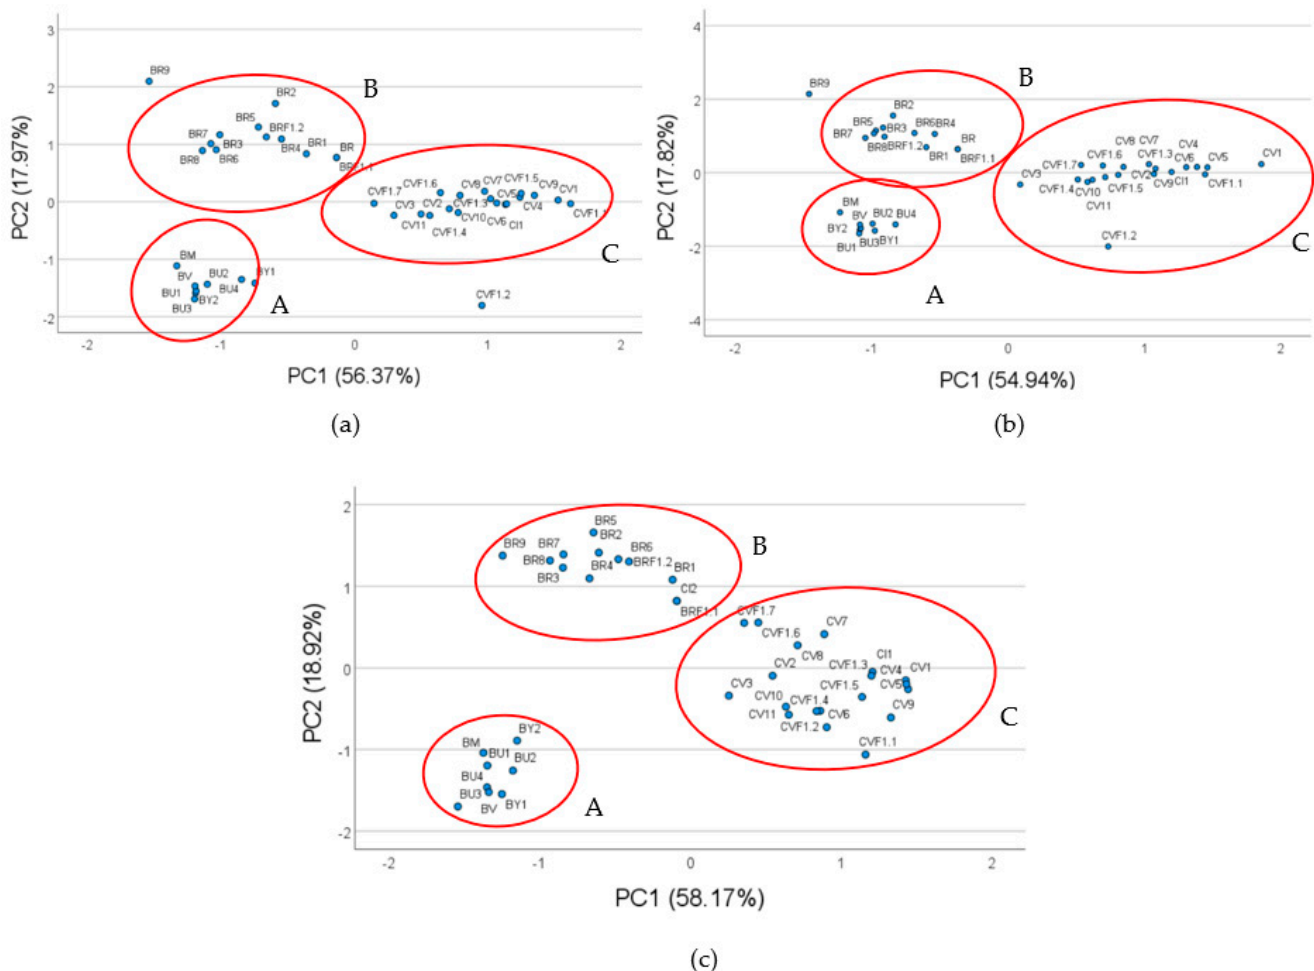 3
2
1
0
-1
-2
PC2 (17.97%)
BR9
BR2
B
BR5
BRF1.2
BR7
BR3
BR4
BR1
BR
BR8
BR6
BRF1.1
CVF1.6
CV8
CV7
CVF1.5
CV9
CV1
CVF1.7
CV5
CV3
CV2
CVF1.3
CV4
CV11
CV10
CV6
CI1
CVF1.4
C
BM
BV
BU2
BY1
BU1
BU4
BY2
BU3
A
CVF1.2
-2
-1
0
1
2
PC1 (56.37%)
(a)
4
2
0
-2
-4
PC2 (17.82%)
BR9
B
BR2
BR5
BR3
BR6
BR4
BR7
BR8
BRF1.2
BR1
BR
BRF1.1
CV8
CV7
CV4
CVF1.6
CVF1.3
CV6
CV5
CV1
CVF1.7
CV3
CV2
CV9
CI1
CVF1.4
CV10
CVF1.5
CVF1.1
CV11
BM
BV
BU2
BU4
BY2
BU1
BU3
BY1
A
CVF1.2
C
-2
-1
0
1
2
PC1 (54.94%)
(b)
2
1
0
-1
-2
PC2 (18.92%)
BR5
BR2
BR9
BR7
BR6
B
BR8
BRF1.2
BR3
BR4
BR1
CI2
BRF1.1
CVF1.7
CV7
CVF1.6
CV8
CI1
CV2
CVF1.3
CV4
CV1
CV3
CVF1.5
CV5
CV10
CVF1.4
CV9
CV11
CV6
CVF1.2
C
CVF1.1
BY2
BM
BU1
BU2
BU4
BU3
BV
BY1
A
-2
-1
0
1
2
PC1 (58.17%)
(c)